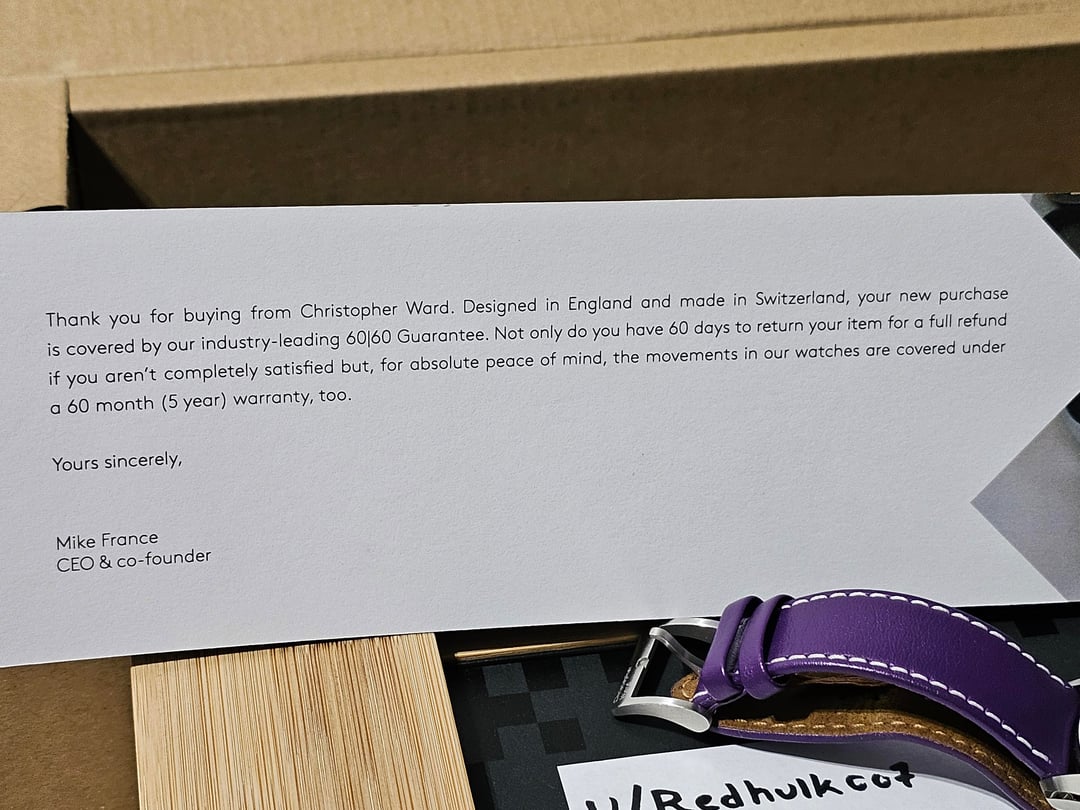 Thank you for buying from Christopher Ward. Designed in England and made in Switzerland, your new purchase
is covered by our industry-leading 60|60 Guarantee. Not only do you have 60 days to return your item for a full refund
if you aren't completely satisfied but, for absolute peace of mind, the movements in our watches are covered under
a 60 month (5 year) warranty, too.
Yours sincerely,
Mike France
CEO & co-founder
u/Redhulkco7